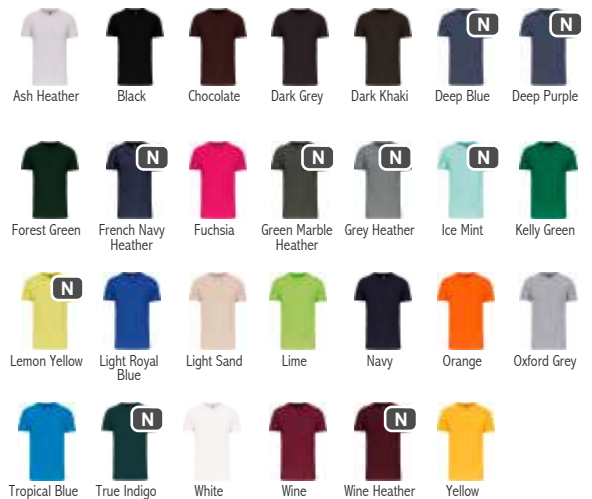 N
N
Ash Heather Black Chocolate Dark Grey Dark Khaki Deep Blue Deep Purple
N
N
N
N
Forest Green French Navy Heather Fuchsia Green Marble Heather Grey Heather Ice Mint Kelly Green
N
Lemon Yellow Light Royal Blue Light Sand Lime Navy Orange Oxford Grey
N
N
Tropical Blue True Indigo White Wine Wine Heather Yellow